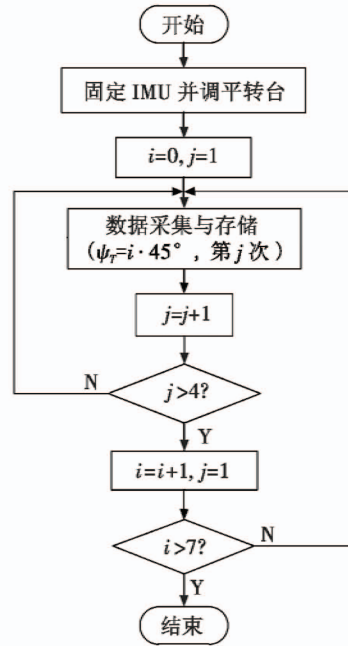 开始
固定 IMU 并调平转台
i=0, j=1
数据采集与存储
(ψ_T=i·45°, 第 j 次)
j=j+1
N
j>4?
Y
i=i+1, j=1
i>7?
N
Y
结束